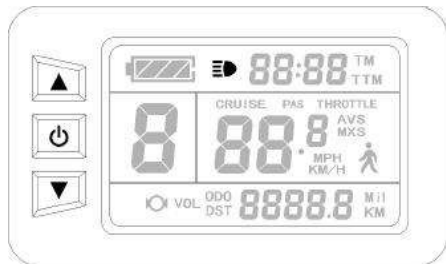 88:88 TM
TTM
CRUISE PAS THROTTLE
8 88.8 AVS
MXS
MPH
KM/H
VOL ODO 8888.8 Mil
DST KM